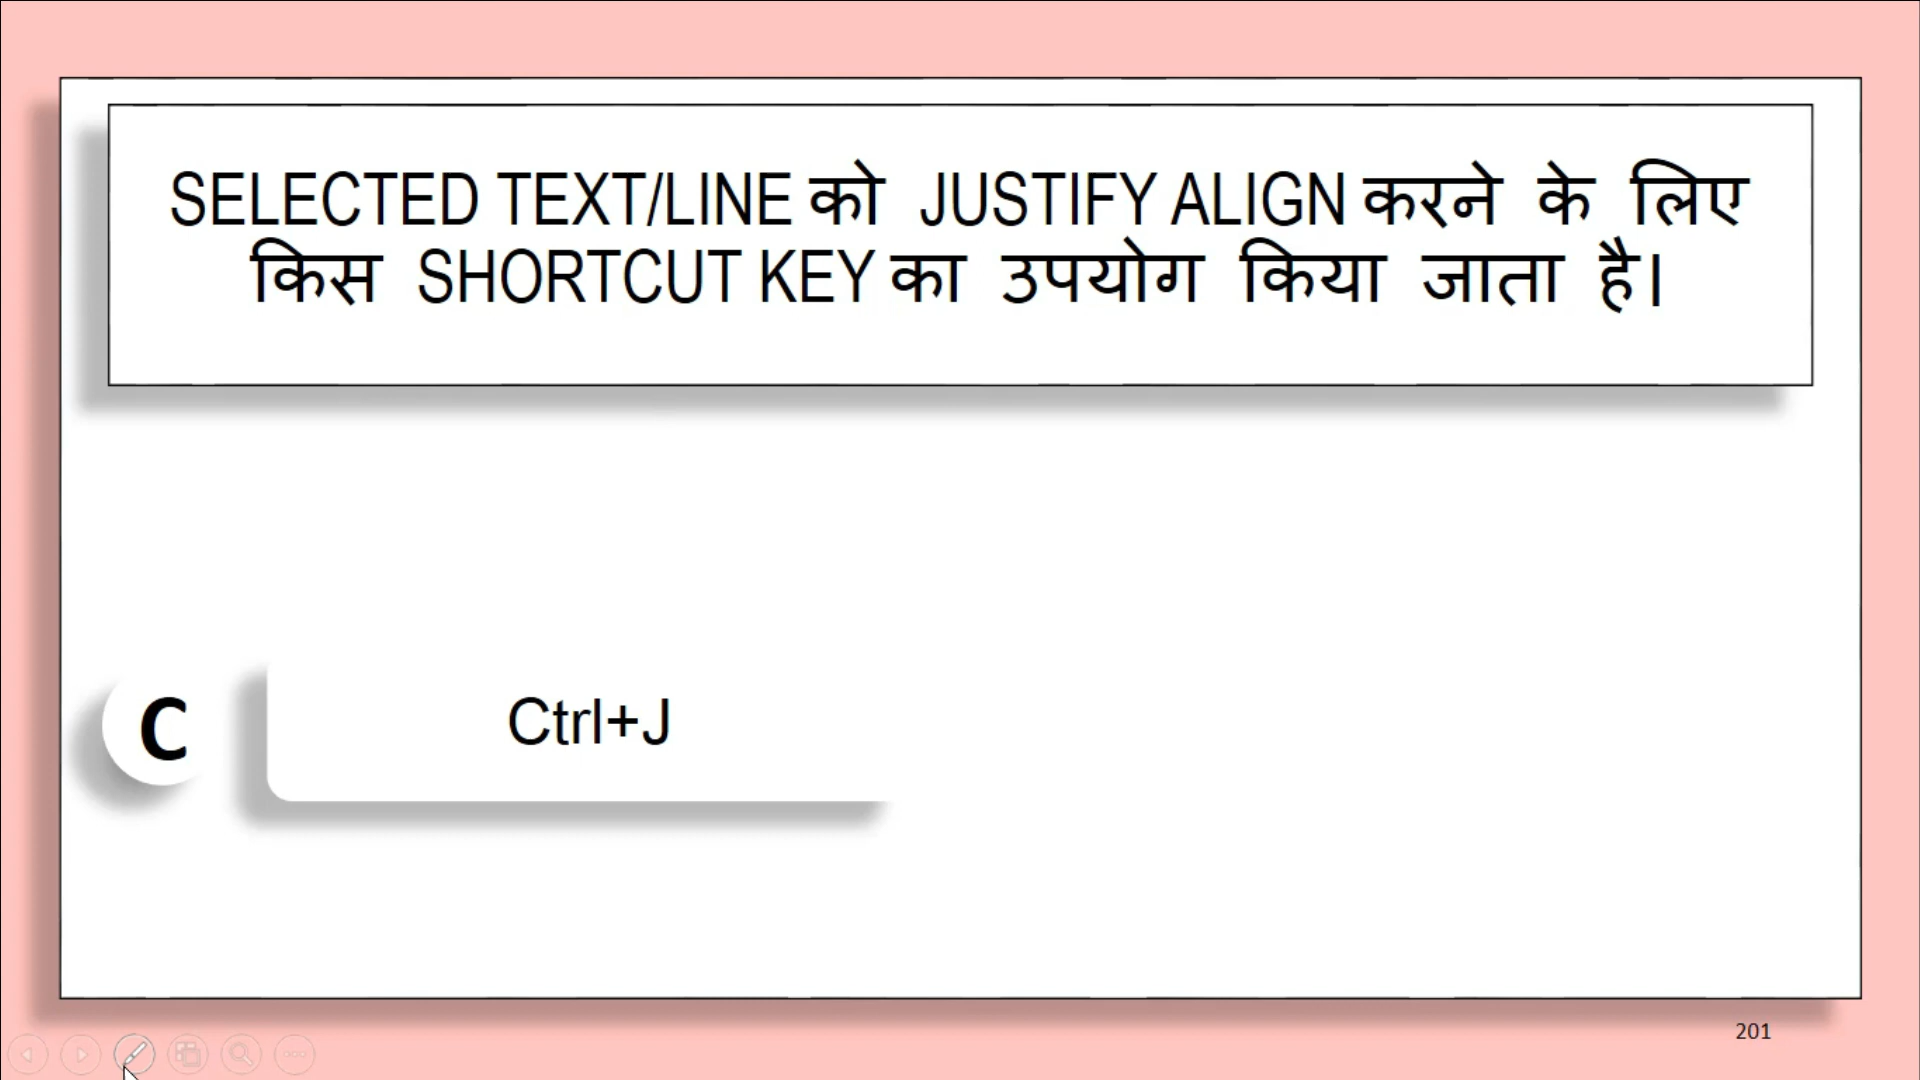 SELECTED TEXT/LINE को JUSTIFY ALIGN करने के लिए
किस SHORTCUT KEY का उपयोग किया जाता है।
C
Ctrl+J
201